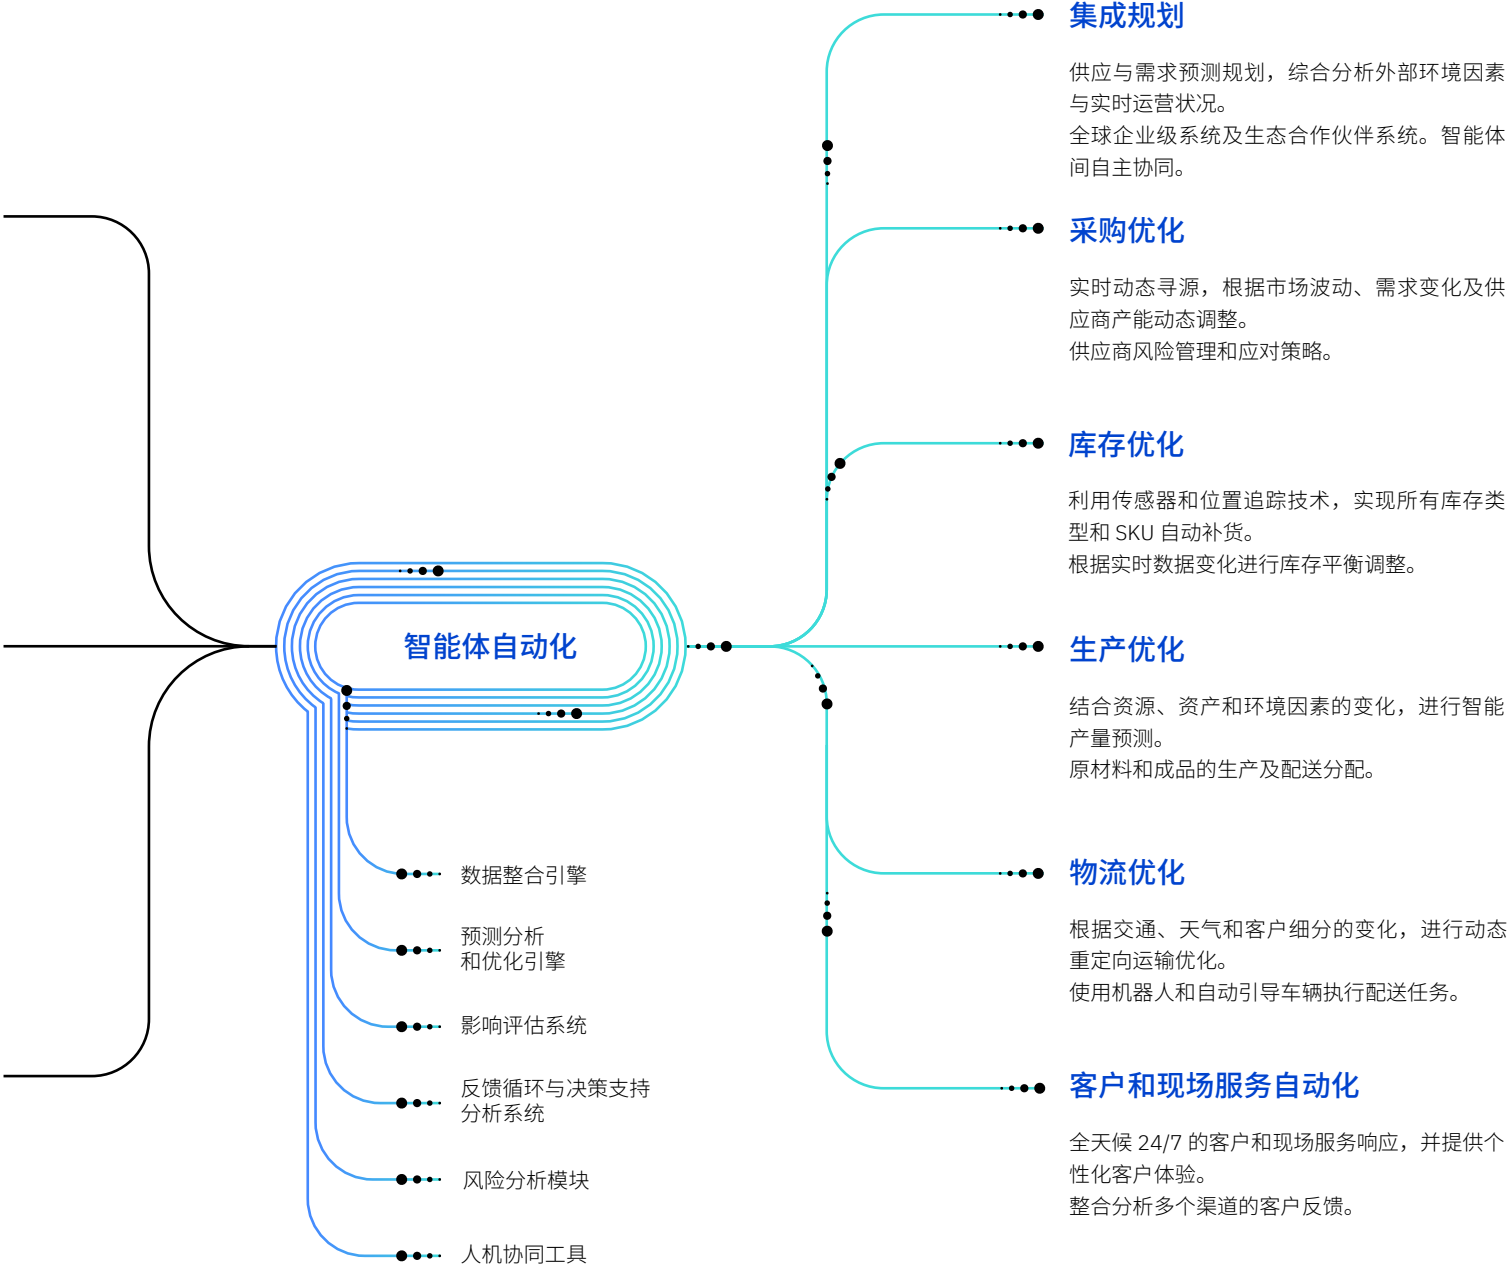 集成规划
供应与需求预测规划，综合分析外部环境因素
与实时运营状况。
全球企业级系统及生态合作伙伴系统。智能体
间自主协同。
采购优化
实时动态寻源，根据市场波动、需求变化及供
应商产能动态调整。
供应商风险管理和应对策略。
库存优化
利用传感器和位置追踪技术，实现所有库存类
型和 SKU 自动补货。
根据实时数据变化进行库存平衡调整。
智能体自动化
生产优化
结合资源、资产和环境因素的变化，进行智能
产量预测。
原材料和成品的生产及配送分配。
物流优化
根据交通、天气和客户细分的变化，进行动态
重定向运输优化。
使用机器人和自动引导车辆执行配送任务。
客户和现场服务自动化
全天候 24/7 的客户和现场服务响应，并提供个
性化客户体验。
整合分析多个渠道的客户反馈。
数据整合引擎
预测分析
和优化引擎
影响评估系统
反馈循环与决策支持
分析系统
风险分析模块
人机协同工具